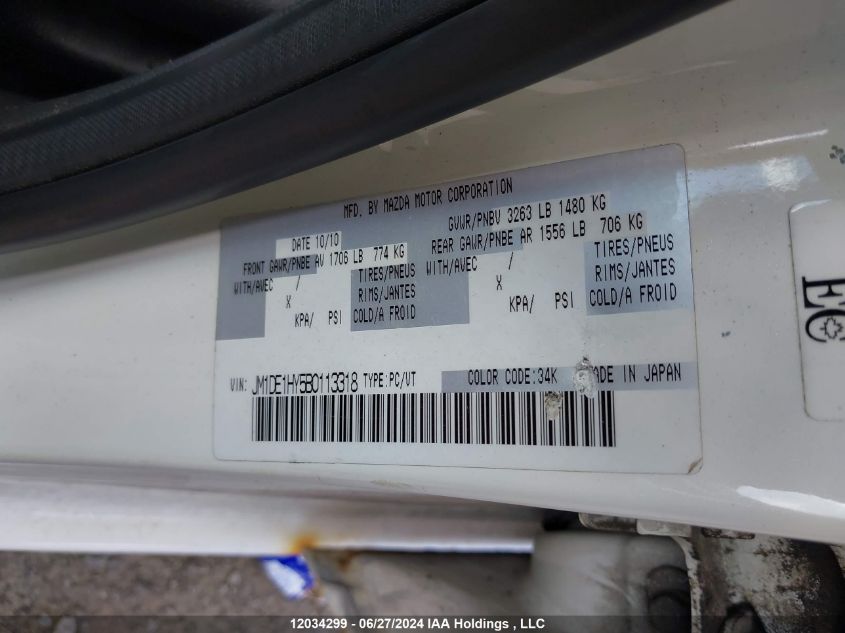 MFD. BY MAZDA MOTOR CORPORATION
DATE 10/10 GVWR/PNBV 3263 LB 1480 KG
FRONT GAWR/PNBE AV 1706 LB 774 KG REAR GAWR/PNBE AR 1556 LB 706 KG
WITH/AVEC / TIRES/PNEUS WITH/AVEC / TIRES/PNEUS
X RIMS/JANTES X RIMS/JANTES
KPA/ PSI COLD/A FROID KPA/ PSI COLD/A FROID
VIN: JM1DE1HY5B0113318 TYPE:PC/VT COLOR CODE:34K ADE IN JAPAN
EC
12034299 - 06/27/2024 IAA Holdings , LLC